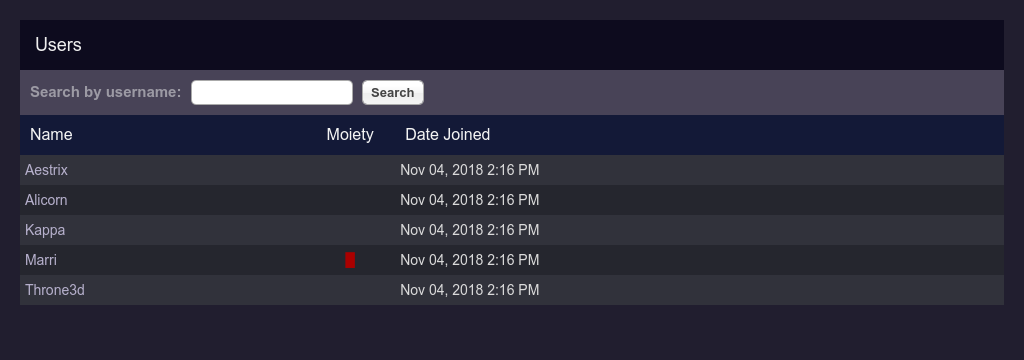 Users
Search by username: Search
Name Moiety Date Joined
Aestrix Nov 04, 2018 2:16 PM
Alicorn Nov 04, 2018 2:16 PM
Kappa Nov 04, 2018 2:16 PM
Marri Nov 04, 2018 2:16 PM
Throne3d Nov 04, 2018 2:16 PM